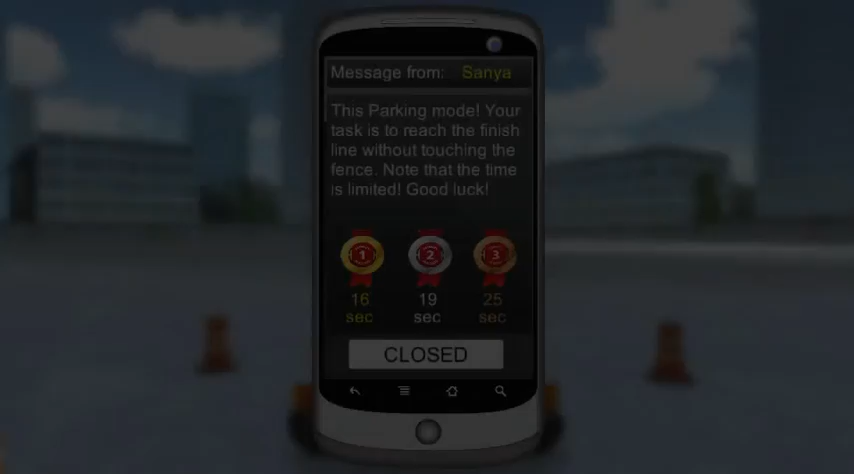 Message from: Sanya
This Parking mode! Your
task is to reach the finish
line without touching the
fence. Note that the time
is limited! Good luck!
1 2 3
16 19 25
sec sec sec
CLOSED